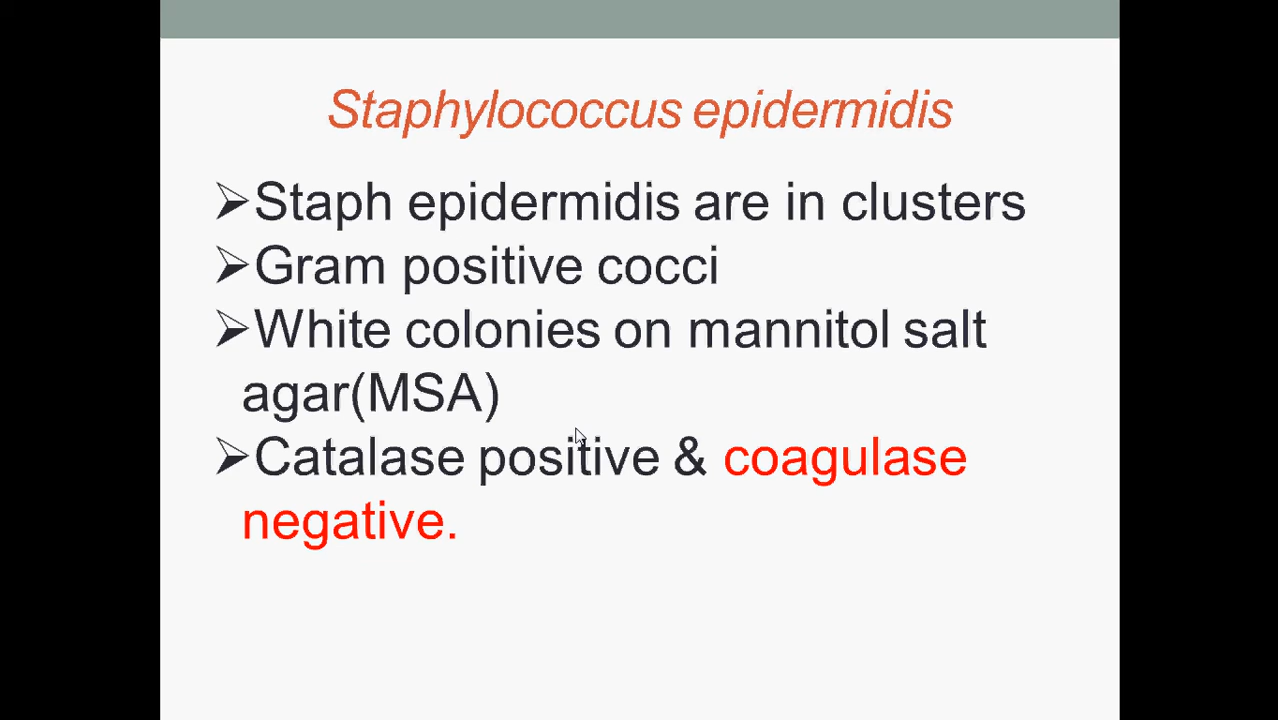 Staphylococcus epidermidis
➢Staph epidermidis are in clusters
➢Gram positive cocci
➢White colonies on mannitol salt
agar(MSA)
➢Catalase positive & coagulase
negative.